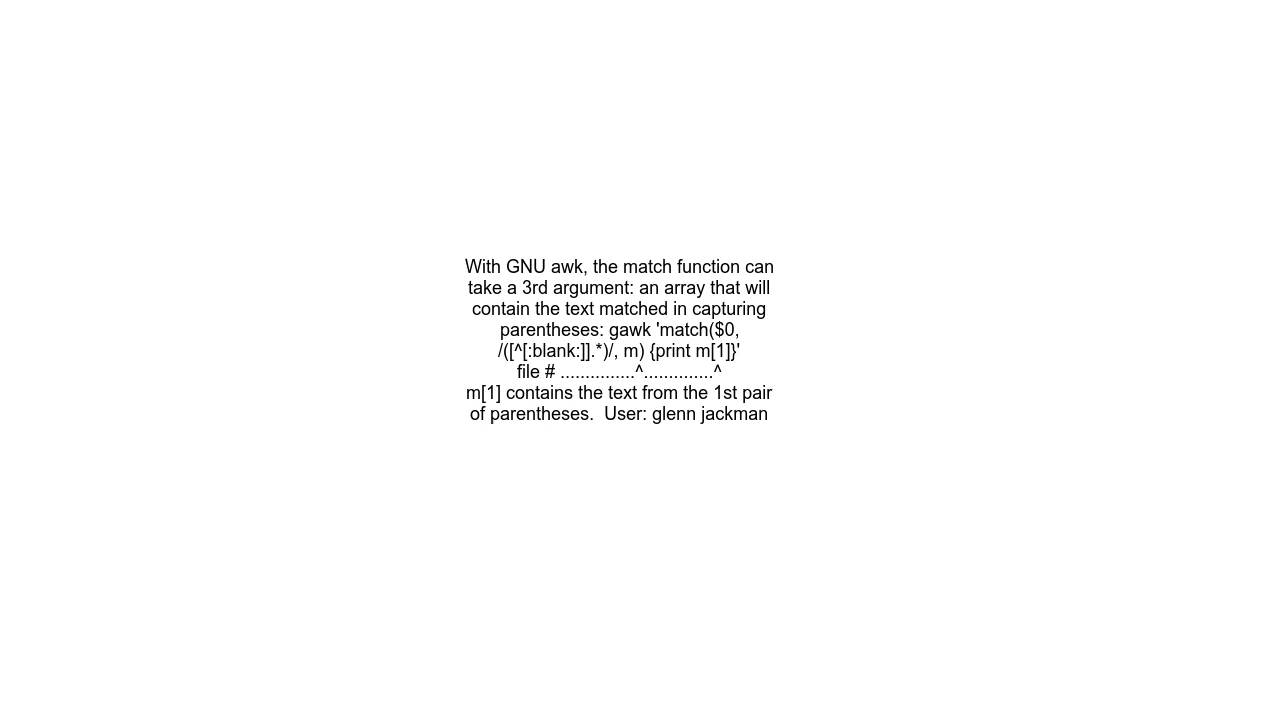 With GNU awk, the match function can
take a 3rd argument: an array that will
contain the text matched in capturing
parentheses: gawk 'match($0,
/([^[:blank:]].*)/, m) {print m[1]}'
file # ...............^..............^
m[1] contains the text from the 1st pair
of parentheses.  User: glenn jackman